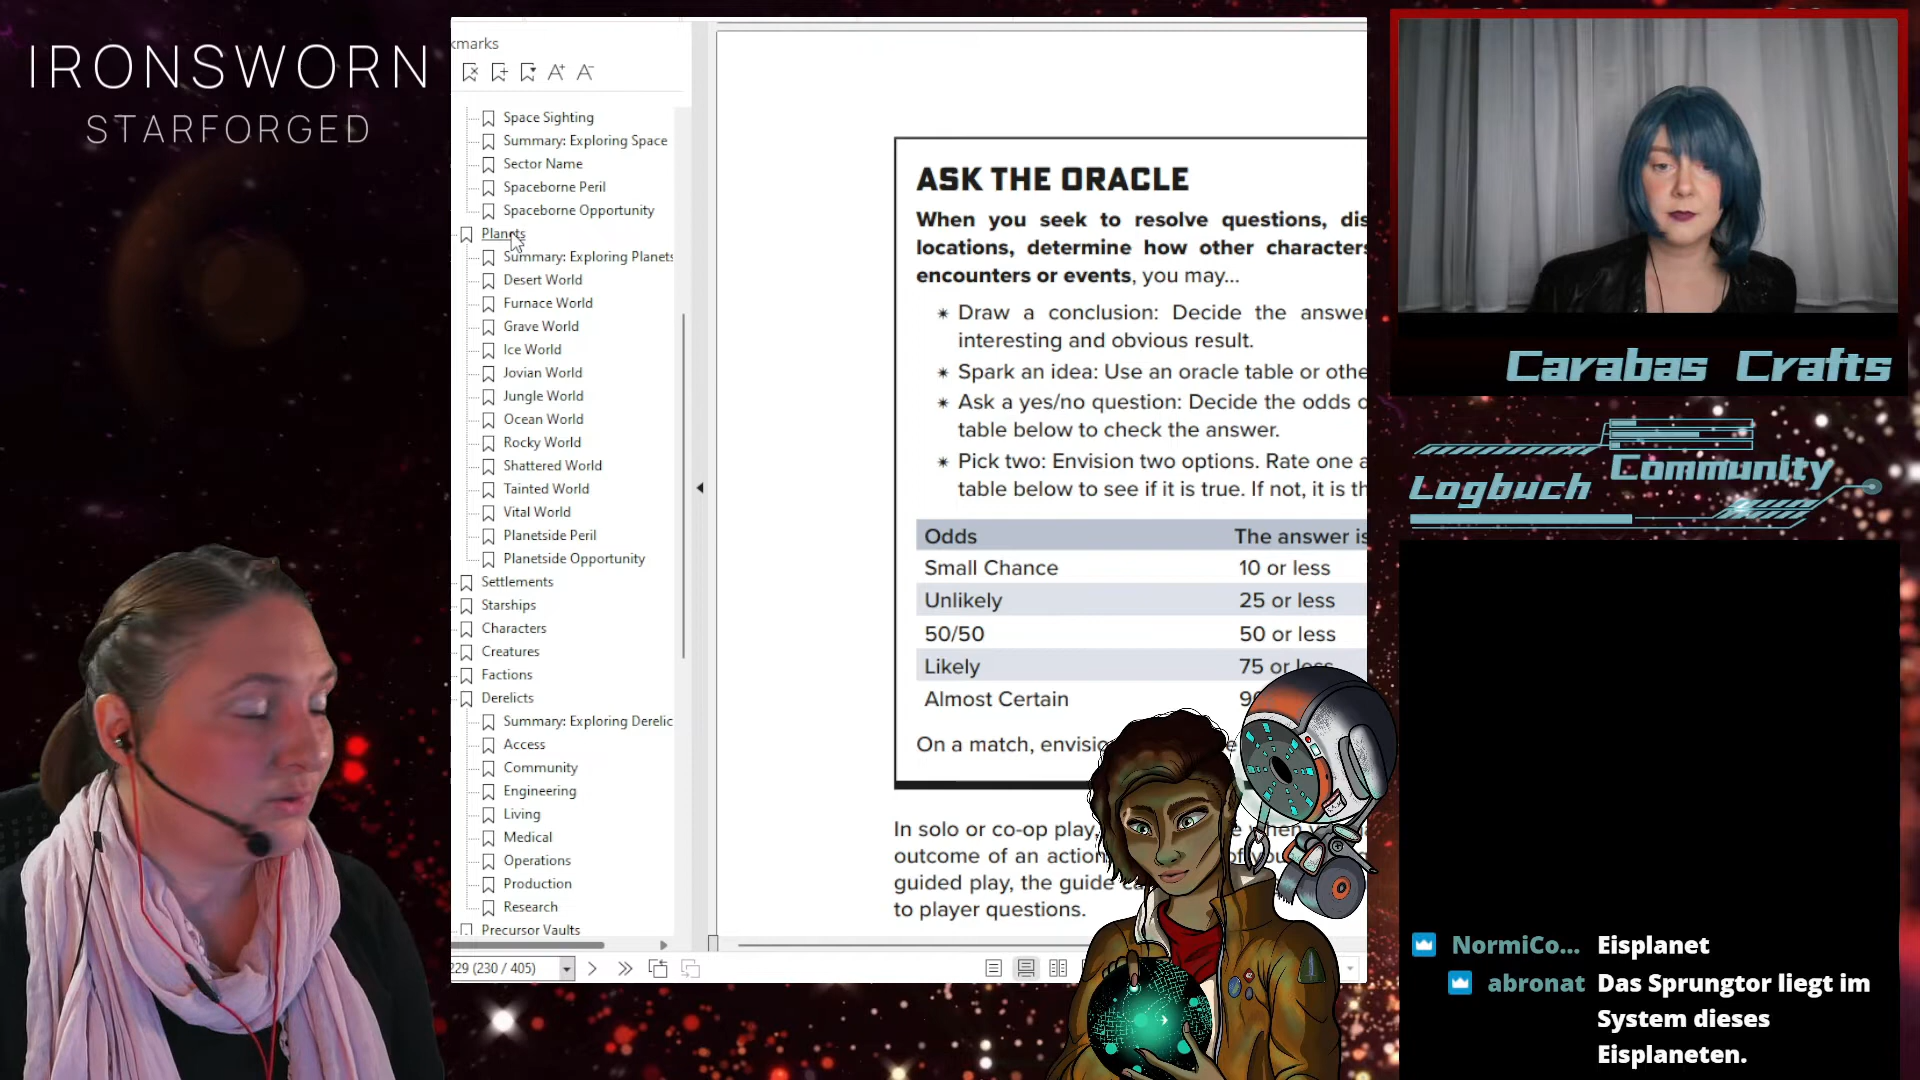 IRONSWORN
STARFORGED
kmarks
Space Sighting
Summary: Exploring Space
Sector Name
Spaceborne Peril
Spaceborne Opportunity
Planets
Summary: Exploring Planets
Desert World
Furnace World
Grave World
Ice World
Jovian World
Jungle World
Ocean World
Rocky World
Shattered World
Tainted World
Vital World
Planetside Peril
Planetside Opportunity
Settlements
Starships
Characters
Creatures
Factions
Derelicts
Summary: Exploring Derelic
Access
Community
Engineering
Living
Medical
Operations
Production
Research
Precursor Vaults
229 (230 / 405)
ASK THE ORACLE
When you seek to resolve questions, dis
locations, determine how other characters
encounters or events, you may...
✴ Draw a conclusion: Decide the answer
interesting and obvious result.
✴ Spark an idea: Use an oracle table or othe
✴ Ask a yes/no question: Decide the odds o
table below to check the answer.
✴ Pick two: Envision two options. Rate one a
table below to see if it is true. If not, it is th
Odds The answer is
Small Chance 10 or less
Unlikely 25 or less
50/50 50 or less
Likely 75 or less
Almost Certain 90
On a match, envisio
In solo or co-op play,
outcome of an action
guided play, the guide
to player questions.
Carabas Crafts
Logbuch Community
NormiCo... Eisplanet
abronat Das Sprungtor liegt im
System dieses
Eisplaneten.